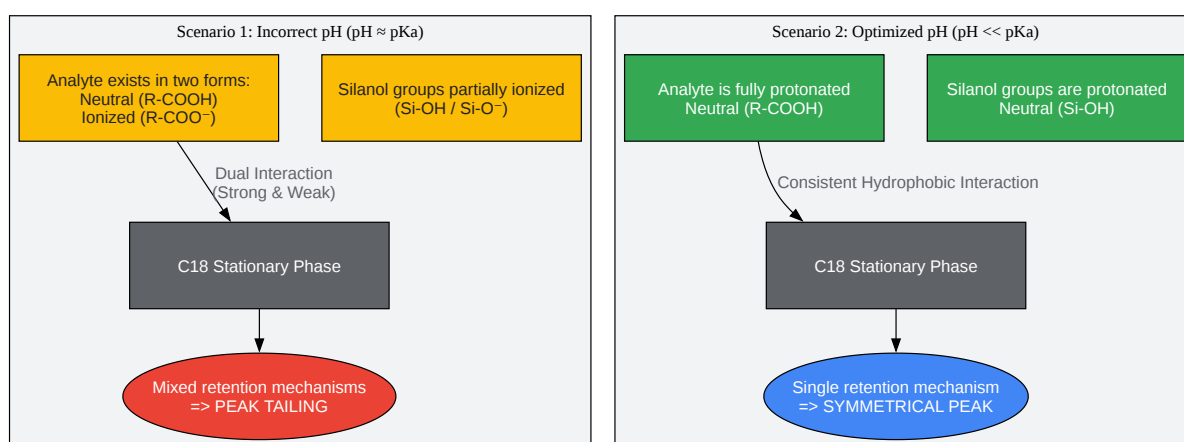 Scenario 1: Incorrect pH (pH ≈ pKa)
Analyte exists in two forms:
Neutral (R-COOH)
Ionized (R-COO⁻)
Silanol groups partially ionized
(Si-OH / Si-O⁻)
Dual Interaction
(Strong & Weak)
C18 Stationary Phase
Mixed retention mechanisms
=> PEAK TAILING
Scenario 2: Optimized pH (pH << pKa)
Analyte is fully protonated
Neutral (R-COOH)
Silanol groups are protonated
Neutral (Si-OH)
Consistent Hydrophobic Interaction
C18 Stationary Phase
Single retention mechanism
=> SYMMETRICAL PEAK